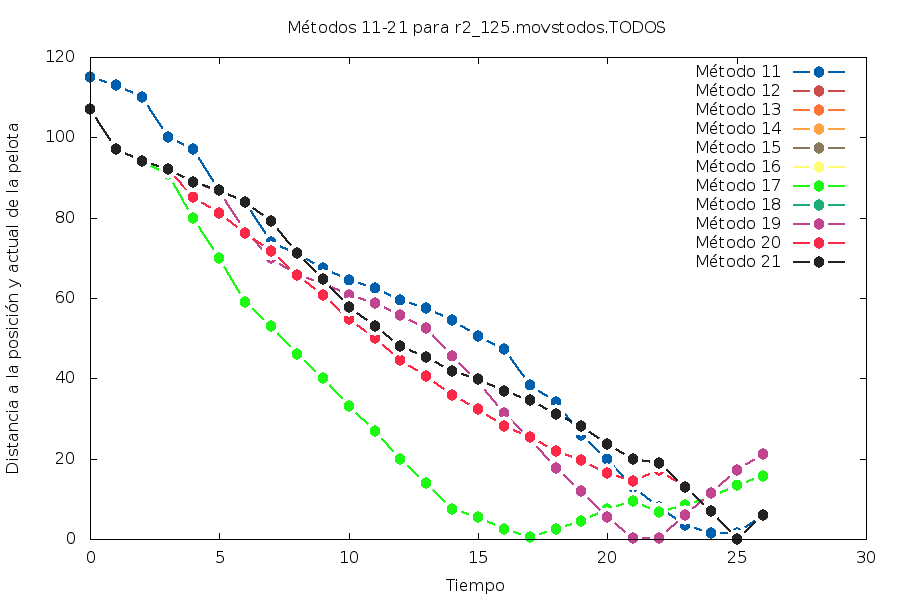 Métodos 11-21 para r2_125.movstodos.TODOS
Distancia a la posición y actual de la pelota
120
100
80
60
40
20
0
Método 11
Método 12
Método 13
Método 14
Método 15
Método 16
Método 17
Método 18
Método 19
Método 20
Método 21
0 5 10 15 20 25 30
Tiempo